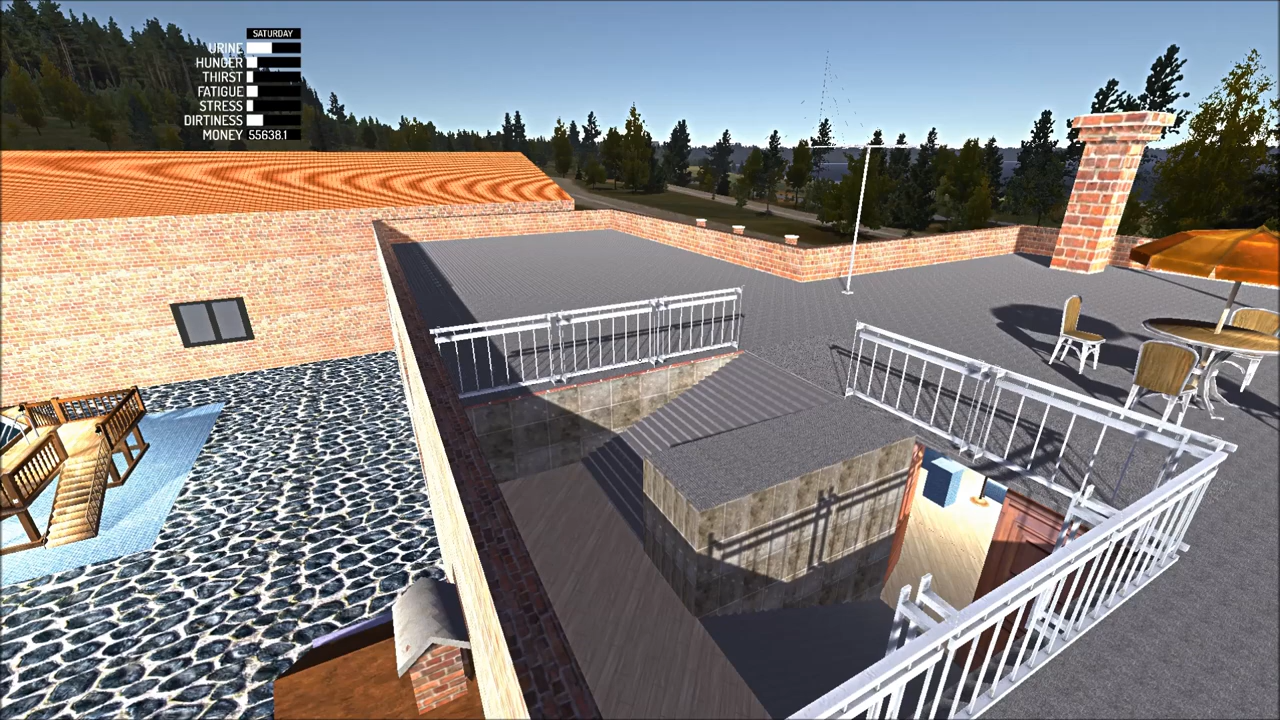 SATURDAY
URINE
HUNGER
THIRST
FATIGUE
STRESS
DIRTINESS
MONEY 55638.1